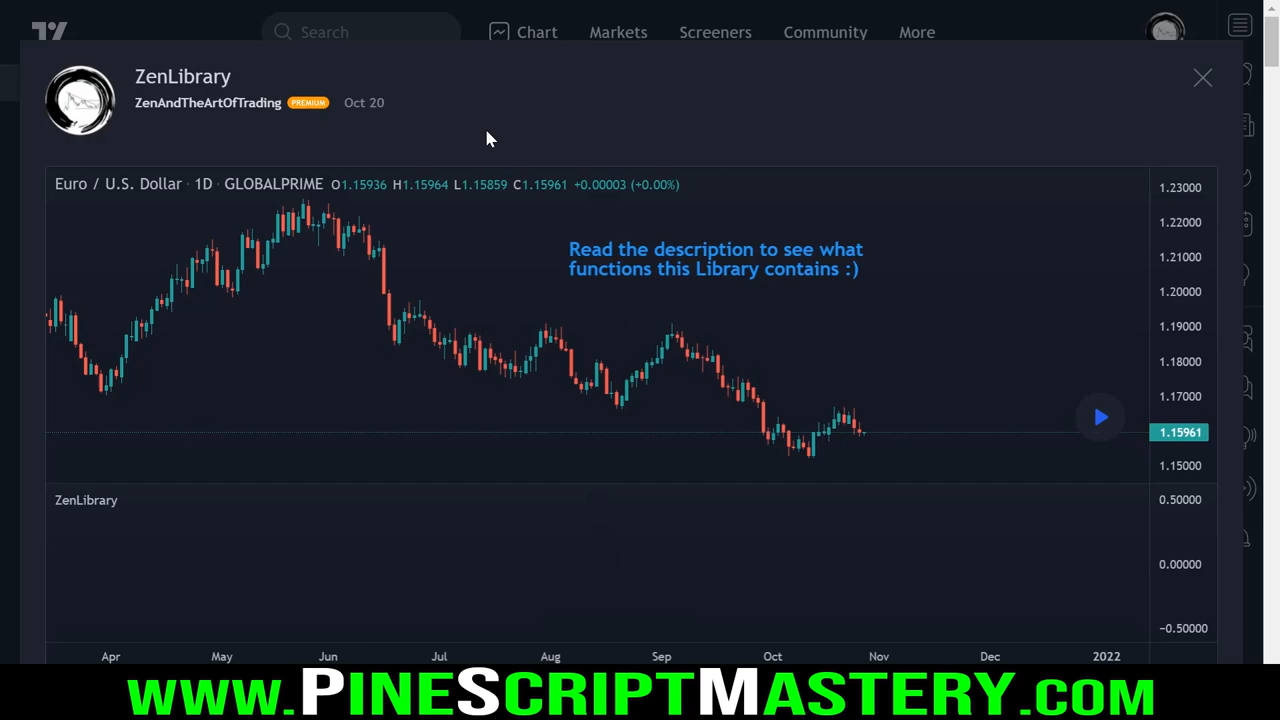 Search
Chart
Markets
Screeners
Community
More
ZenLibrary
ZenAndTheArtOfTrading PREMIUM Oct 20
Euro / U.S. Dollar · 1D · GLOBALPRIME O1.15936 H1.15964 L1.15859 C1.15961 +0.00003 (+0.00%)
1.23000
1.22000
Read the description to see what
functions this Library contains :)
1.21000
1.20000
1.19000
1.18000
1.17000
1.15961
1.15000
ZenLibrary
0.50000
0.00000
−0.50000
Apr May Jun Jul Aug Sep Oct Nov Dec 2022
www.PineScriptMastery.com